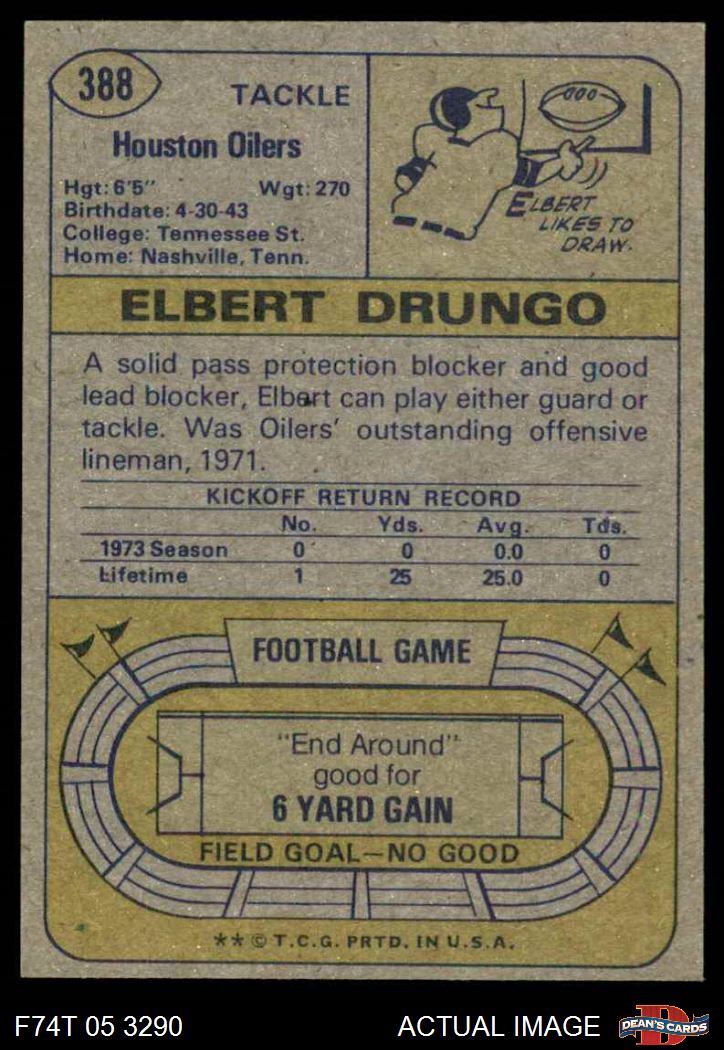 388
TACKLE
Houston Oilers
Hgt: 6'5" Wgt: 270
Birthdate: 4-30-43
College: Tennessee St.
Home: Nashville, Tenn.
ELBERT
LIKES TO
DRAW.
ELBERT DRUNGO
A solid pass protection blocker and good
lead blocker, Elbert can play either guard or
tackle. Was Oilers' outstanding offensive
lineman, 1971.
KICKOFF RETURN RECORD
No. Yds. Avg. Tds.
1973 Season 0 0 0.0 0
Lifetime 1 25 25.0 0
FOOTBALL GAME
"End Around"
good for
6 YARD GAIN
FIELD GOAL—NO GOOD
** © T.C.G. PRTD. IN U.S.A.
F74T 05 3290 ACTUAL IMAGE
D
DEAN'S CARDS